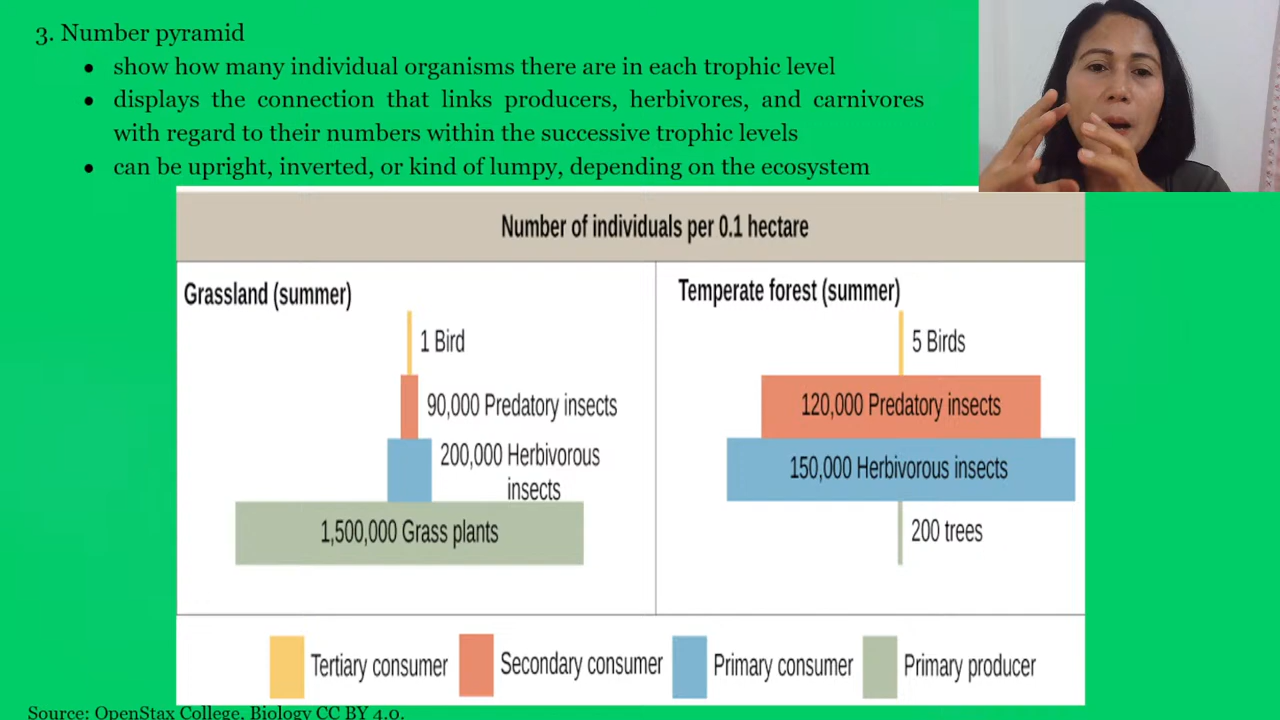 3. Number pyramid
● show how many individual organisms there are in each trophic level
● displays the connection that links producers, herbivores, and carnivores
with regard to their numbers within the successive trophic levels
● can be upright, inverted, or kind of lumpy, depending on the ecosystem
Number of individuals per 0.1 hectare
Grassland (summer)
1 Bird
90,000 Predatory insects
200,000 Herbivorous
insects
1,500,000 Grass plants
Temperate forest (summer)
5 Birds
120,000 Predatory insects
150,000 Herbivorous insects
200 trees
Tertiary consumer
Secondary consumer
Primary consumer
Primary producer
Source: OpenStax College, Biology CC BY 4.0.